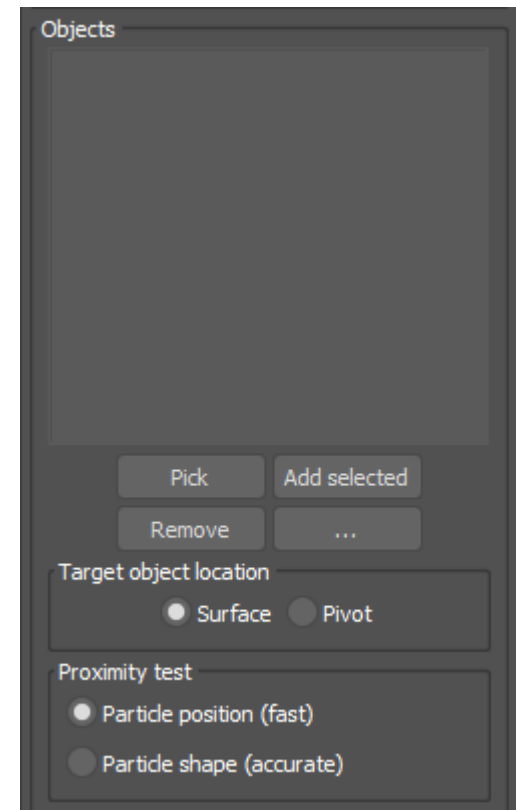 Objects
Pick Add selected
Remove ...
Target object location
Surface Pivot
Proximity test
Particle position (fast)
Particle shape (accurate)